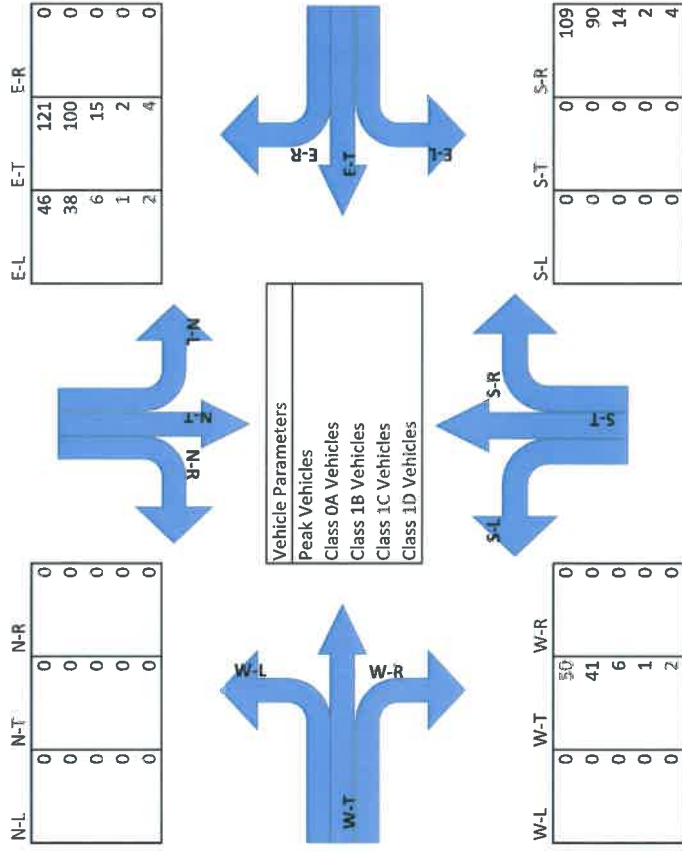 N-L N-T N-R
0 0 0
0 0 0
0 0 0
0 0 0
0 0 0
E-L E-T E-R
46 121 0
38 100 0
6 15 0
1 2 0
2 4 0
N-R
N-T
N-L
W-L
W-T
W-R
Vehicle Parameters
Peak Vehicles
Class 0A Vehicles
Class 1B Vehicles
Class 1C Vehicles
Class 1D Vehicles
E-R
E-T
E-L
S-L
S-T
S-R
W-L W-T W-R
0 50 0
0 41 0
0 6 0
0 1 0
0 2 0
S-L S-T S-R
0 0 109
0 0 90
0 0 14
0 0 2
0 0 4